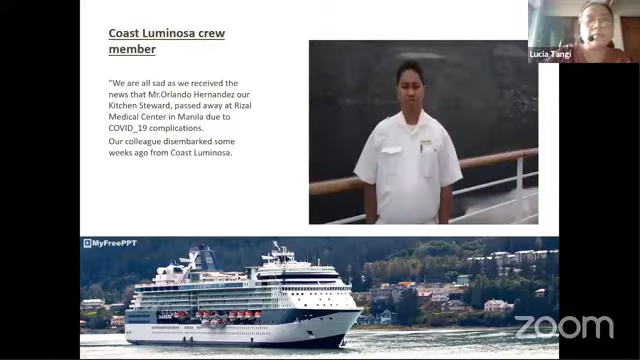 Coast Luminosa crew
member
"We are all sad as we received the
news that Mr.Orlando Hernandez our
Kitchen Steward, passed away at Rizal
Medical Center in Manila due to
COVID_19 complications.
Our colleague disembarked some
weeks ago from Coast Luminosa.
Lucia Tangi
MyFreePPT
zoom